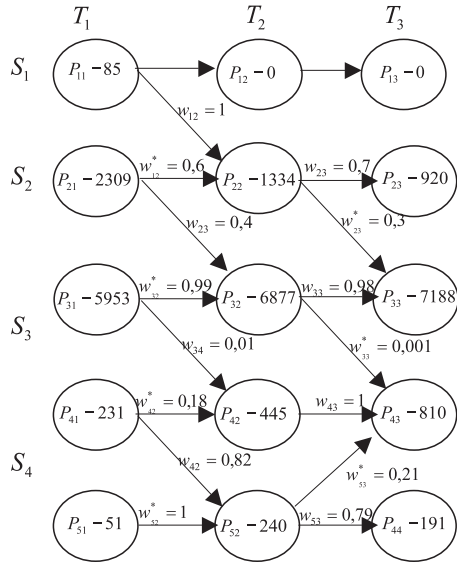 T₁ T₂ T₃
S₁
P₁₁ – 85 P₁₂ – 0 P₁₃ – 0
w₁₂ = 1
S₂
P₂₁ – 2309 w*₁₂ = 0,6 P₂₂ – 1334 w₂₃ = 0,7 P₂₃ – 920
w₂₃ = 0,4 w*₂₃ = 0,3
P₃₁ – 5953 w*₃₂ = 0,99 P₃₂ – 6877 w₃₃ = 0,98 P₃₃ – 7188
S₃
w₃₄ = 0,01 w*₃₃ = 0,001
P₄₁ – 231 w*₄₂ = 0,18 P₄₂ – 445 w₄₃ = 1 P₄₃ – 810
S₄
w₄₂ = 0,82 w*₅₃ = 0,21
P₅₁ – 51 w*₅₂ = 1 P₅₂ – 240 w₅₃ = 0,79 P₄₄ – 191